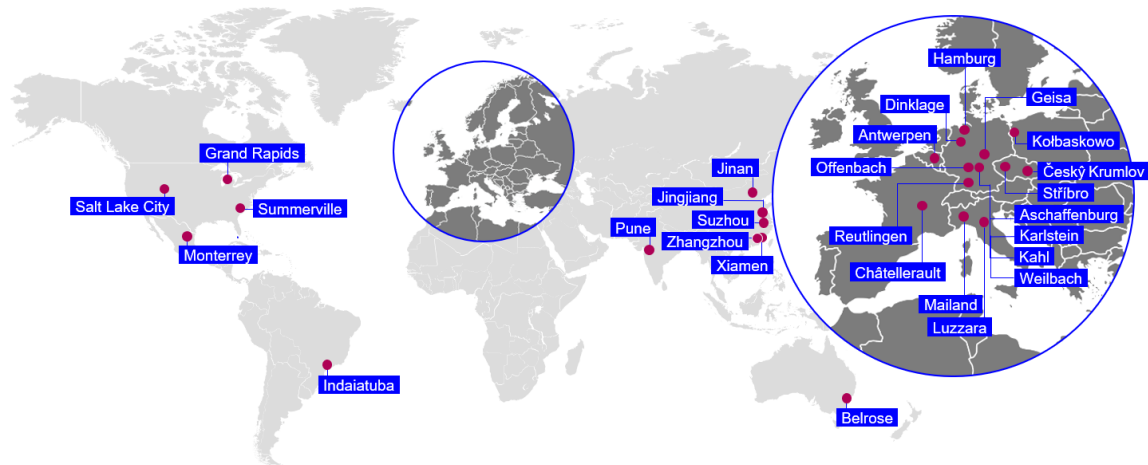 Grand Rapids
Salt Lake City
Summerville
Monterrey
Indaiatuba
Jinan
Jingjiang
Suzhou
Pune
Zhangzhou
Xiamen
Belrose
Hamburg
Dinklage
Geisa
Antwerpen
Kołbaskowo
Offenbach
Český Krumlov
Stříbro
Aschaffenburg
Reutlingen
Karlstein
Kahl
Châtellerault
Weilbach
Mailand
Luzzara